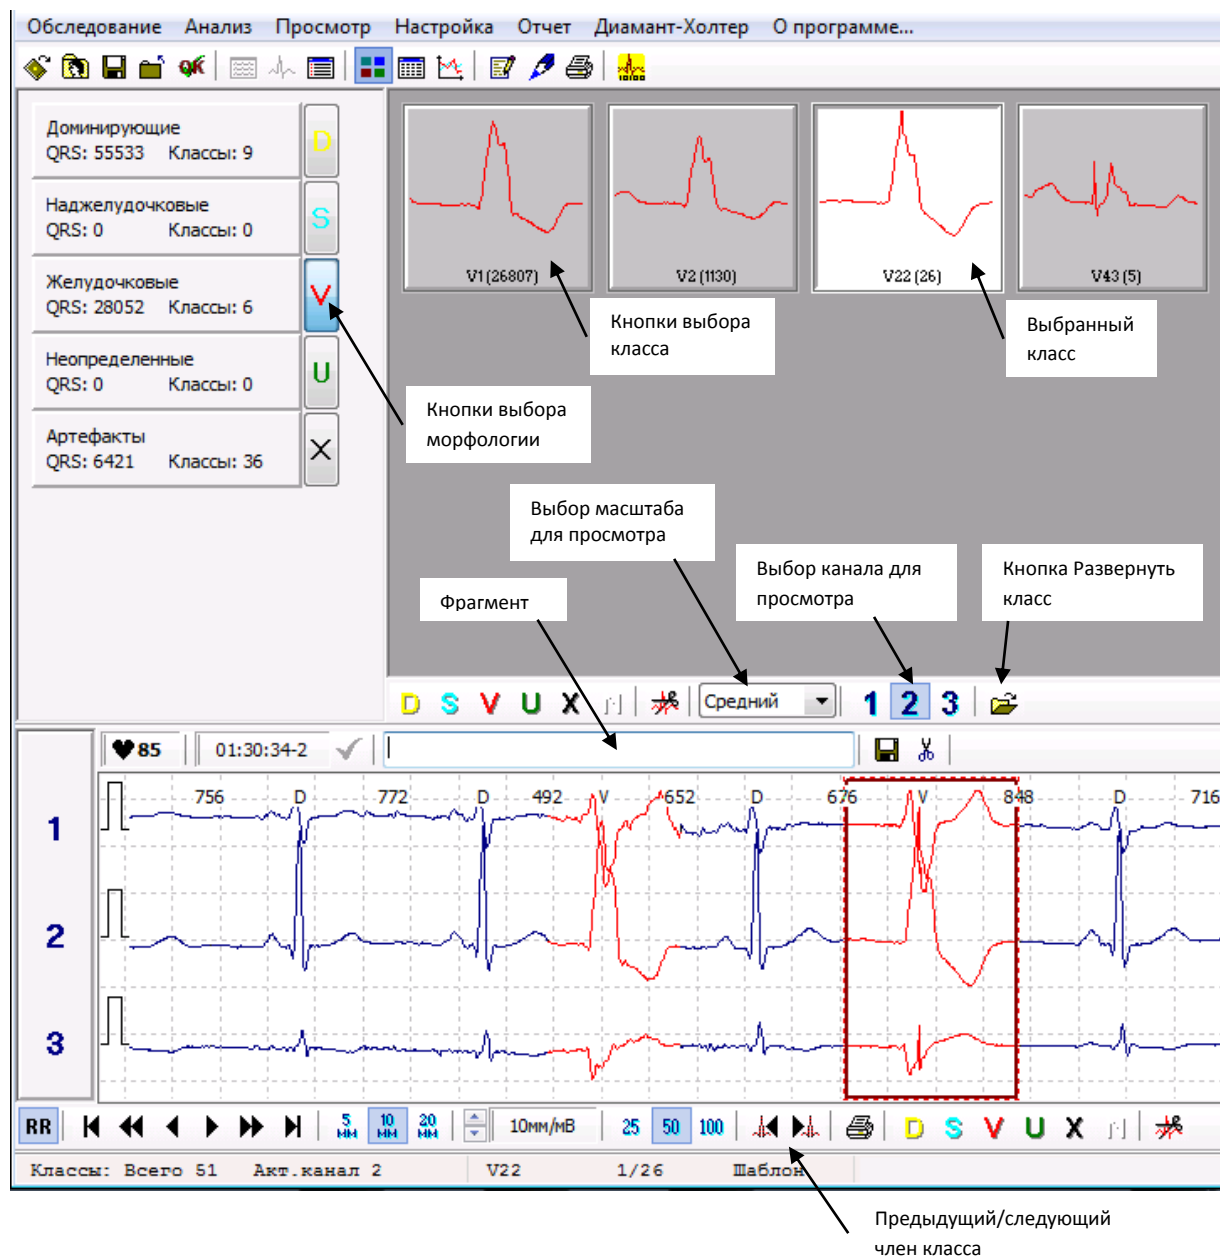 Обследование Анализ Просмотр Настройка Отчет Диамант-Холтер О программе...
Доминирующие
QRS: 55533 Классы: 9
D
Наджелудочковые
QRS: 0 Классы: 0
S
Желудочковые
QRS: 28052 Классы: 6
V
Неопределенные
QRS: 0 Классы: 0
U
Артефакты
QRS: 6421 Классы: 36
X
V1 (26807) V2 (1130) V22 (26) V43 (5)
Кнопки выбора
класса
Выбранный
класс
Кнопки выбора
морфологии
Выбор масштаба
для просмотра
Выбор канала для
просмотра
Кнопка Развернуть
класс
Фрагмент
D S V U X Средний 1 2 3
85 01:30:34-2
756 D 772 D 492 V 652 D 676 V 848 D 716
1
2
3
RR 5 мм 10 мм 20 мм 10мм/мВ 25 50 100 D S V U X
Классы: Всего 51 Акт.канал 2 V22 1/26 Шаблон
Предыдущий/следующий
член класса